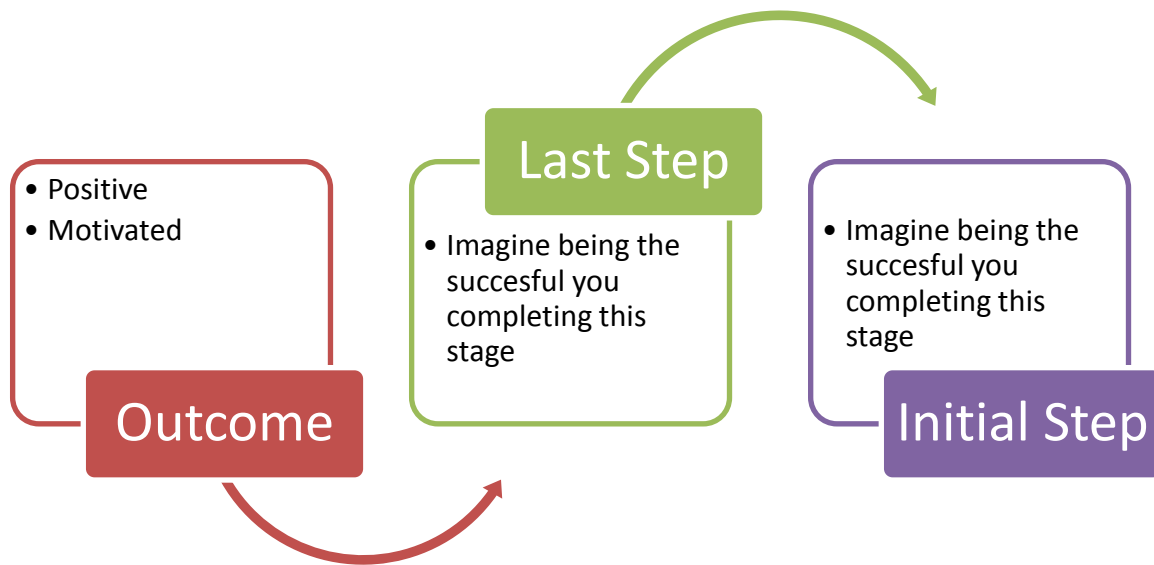 • Positive
• Motivated
Outcome
Last Step
• Imagine being the
succesful you
completing this
stage
• Imagine being the
succesful you
completing this
stage
Initial Step